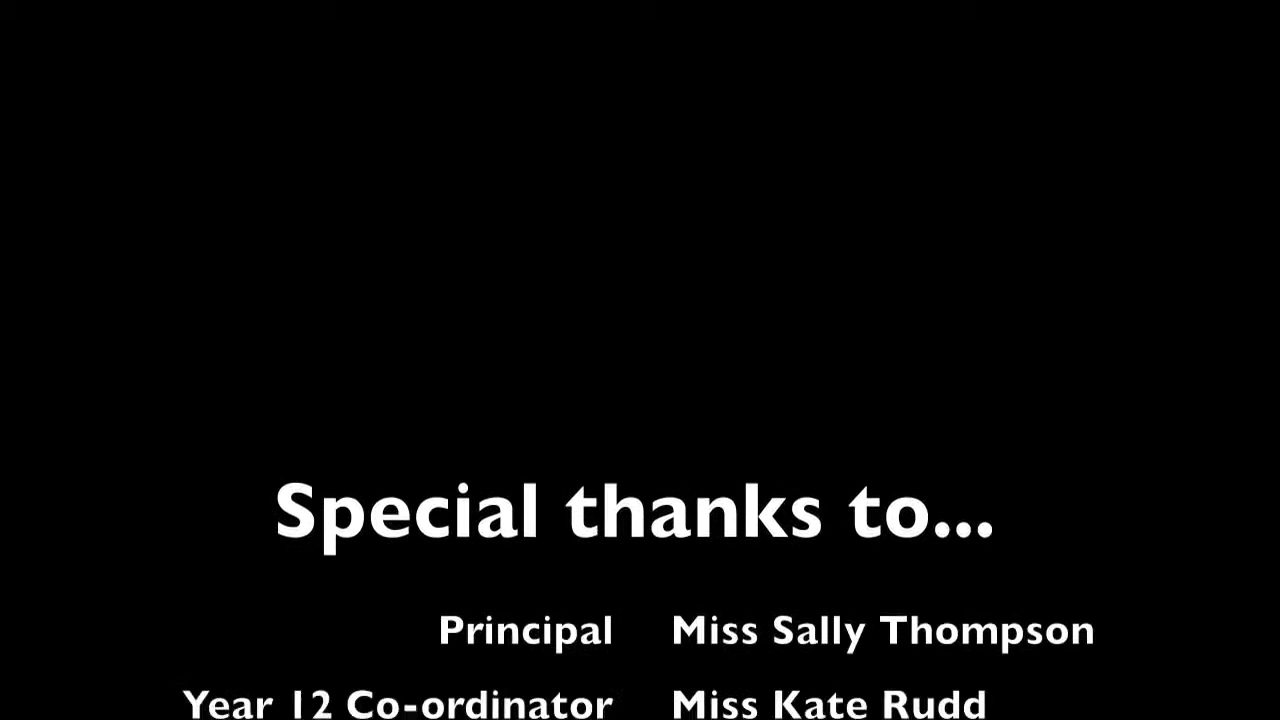 Special thanks to...
Principal Miss Sally Thompson
Year 12 Co-ordinator Miss Kate Rudd